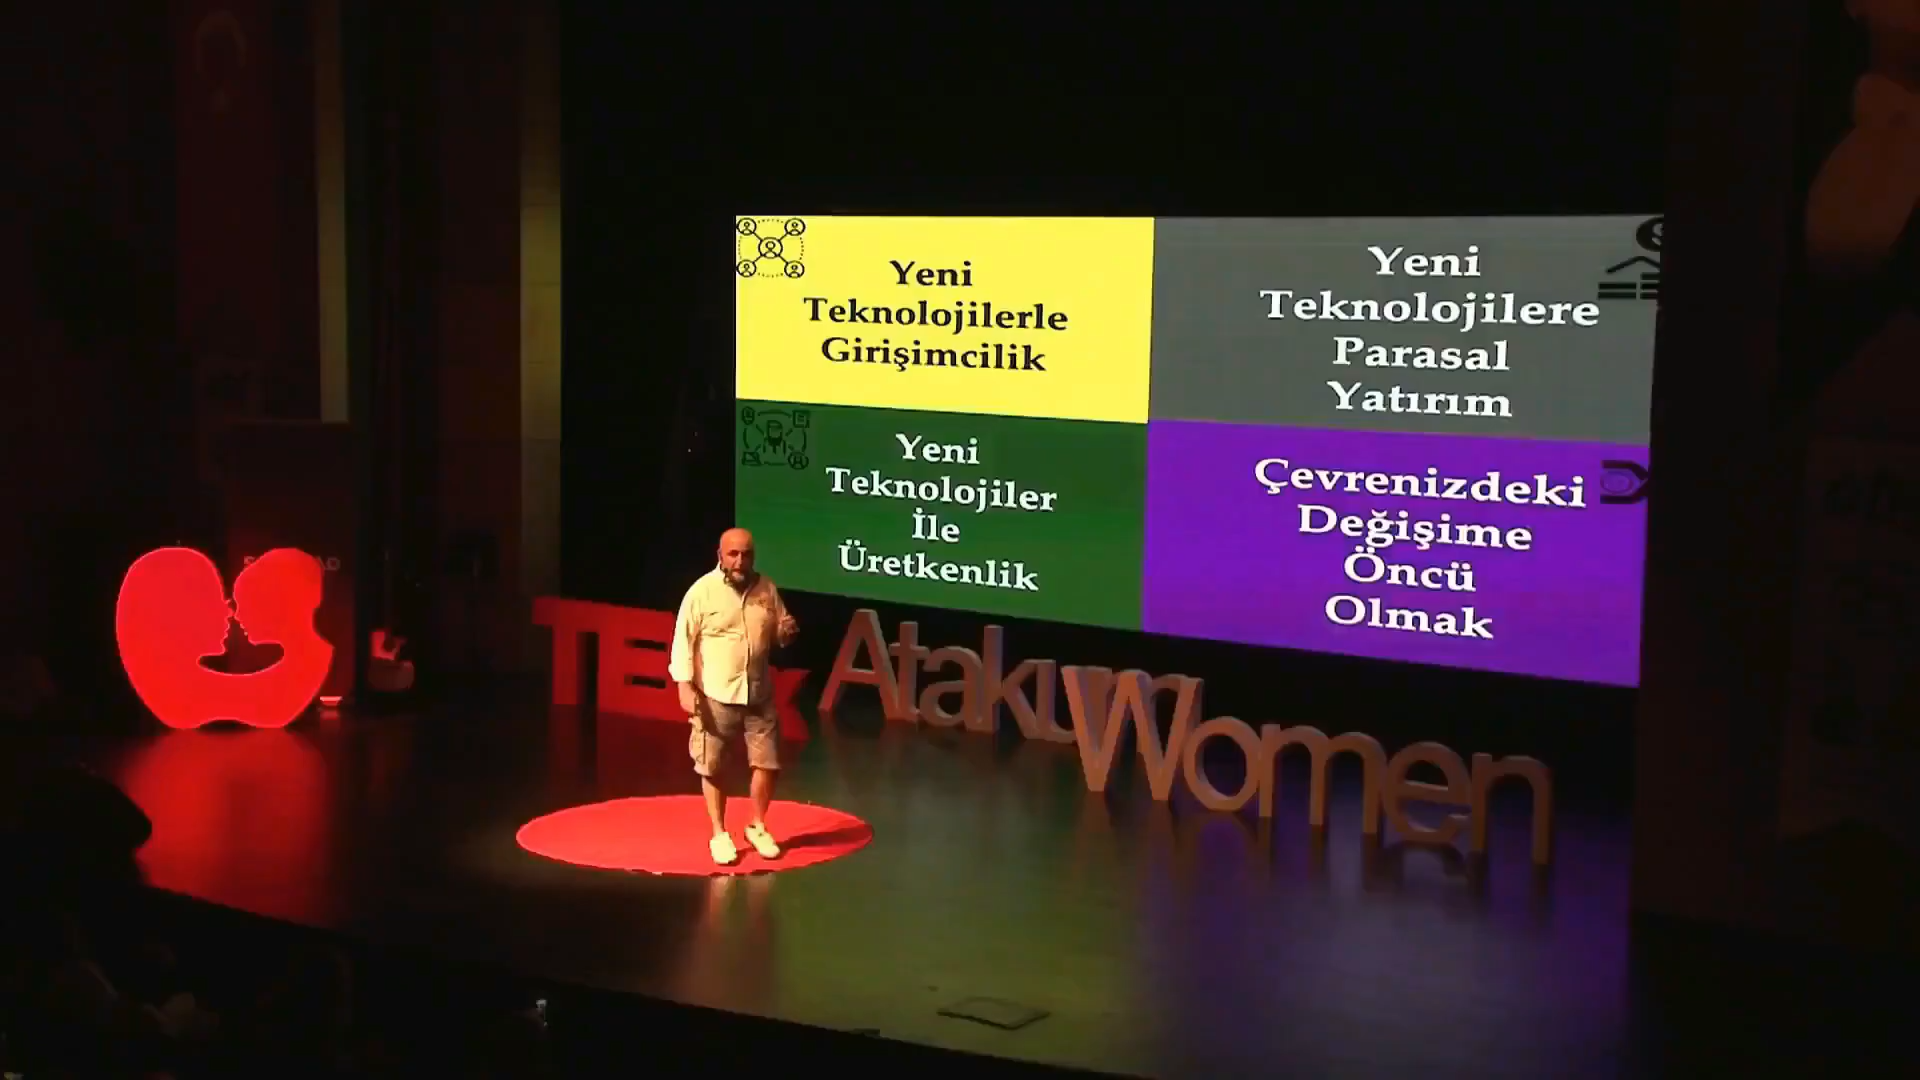 Yeni
Teknolojilerle
Girişimcilik
Yeni
Teknolojilere
Parasal
Yatırım
Yeni
Teknolojiler
İle
Üretkenlik
Çevrenizdeki
Değişime
Öncü
Olmak
TEDx Atakum Women